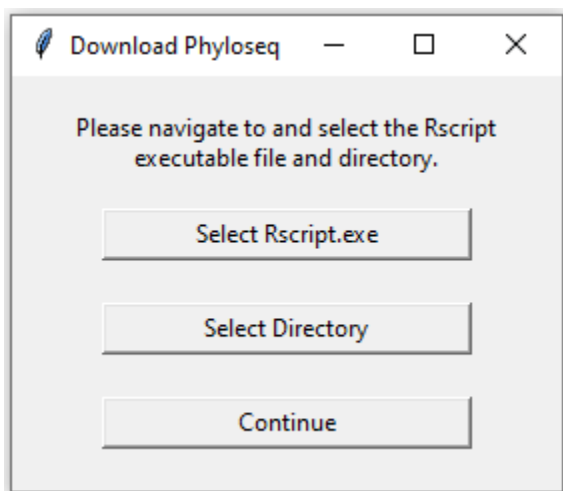 Download Phyloseq
Please navigate to and select the Rscript
executable file and directory.
Select Rscript.exe
Select Directory
Continue